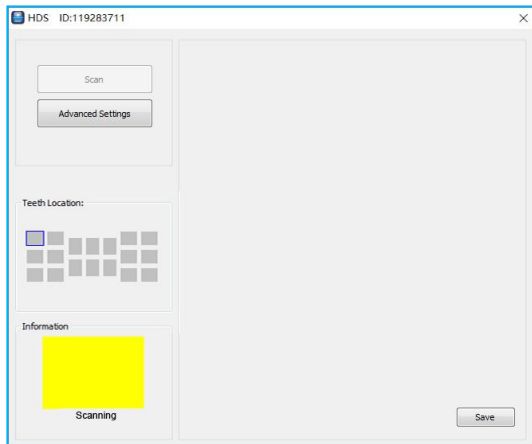 HDS ID:119283711
Scan
Advanced Settings
Teeth Location:
Information
Scanning
Save